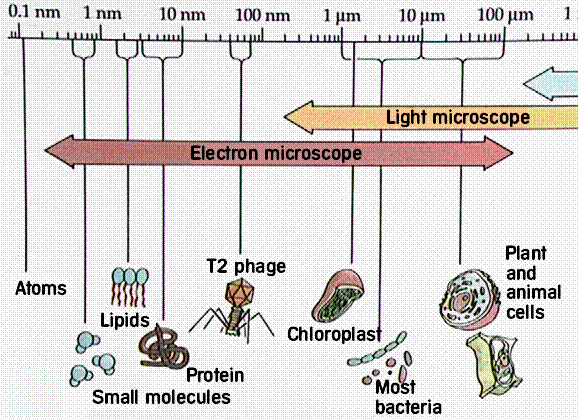 0.1 nm 1 nm 10 nm 100 nm 1 μm 10 μm 100 μm 1
Light microscope
Electron microscope
Atoms
Lipids
Small molecules
Protein
T2 phage
Chloroplast
Most
bacteria
Plant
and
animal
cells